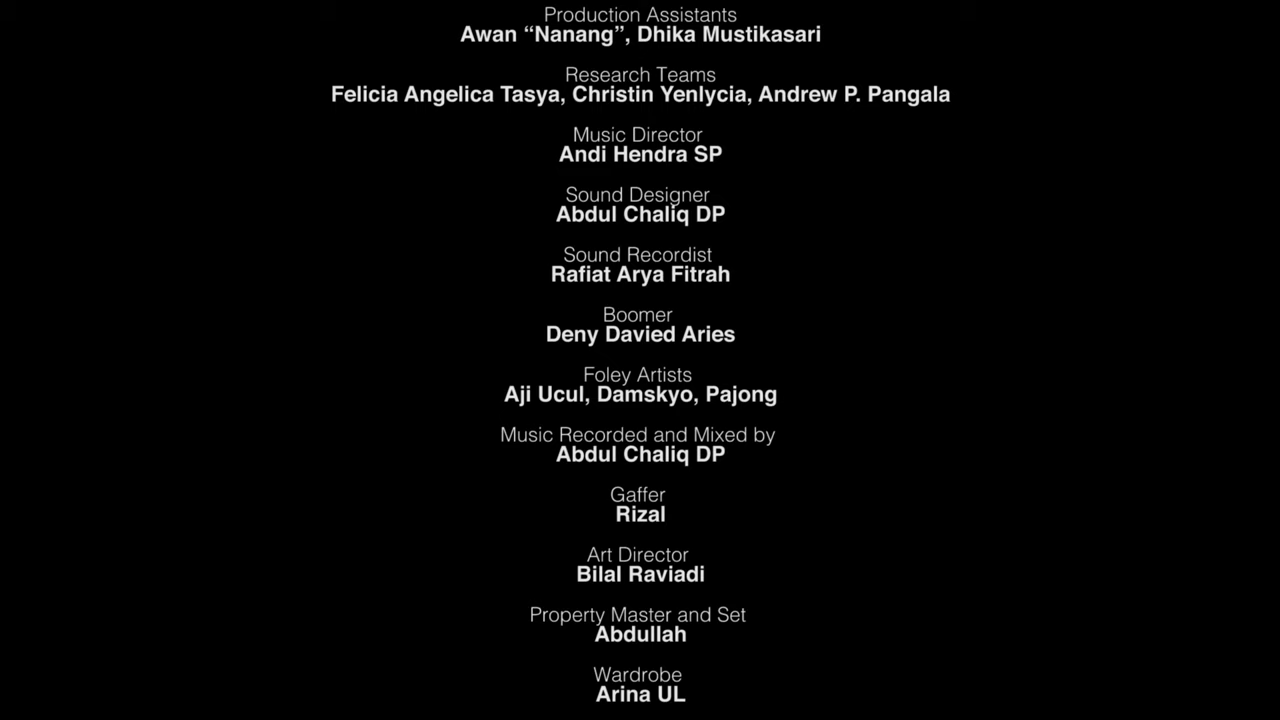 Production Assistants
Awan “Nanang”, Dhika Mustikasari
Research Teams
Felicia Angelica Tasya, Christin Yenlycia, Andrew P. Pangala
Music Director
Andi Hendra SP
Sound Designer
Abdul Chaliq DP
Sound Recordist
Rafiat Arya Fitrah
Boomer
Deny Davied Aries
Foley Artists
Aji Ucul, Damskyo, Pajong
Music Recorded and Mixed by
Abdul Chaliq DP
Gaffer
Rizal
Art Director
Bilal Raviadi
Property Master and Set
Abdullah
Wardrobe
Arina UL